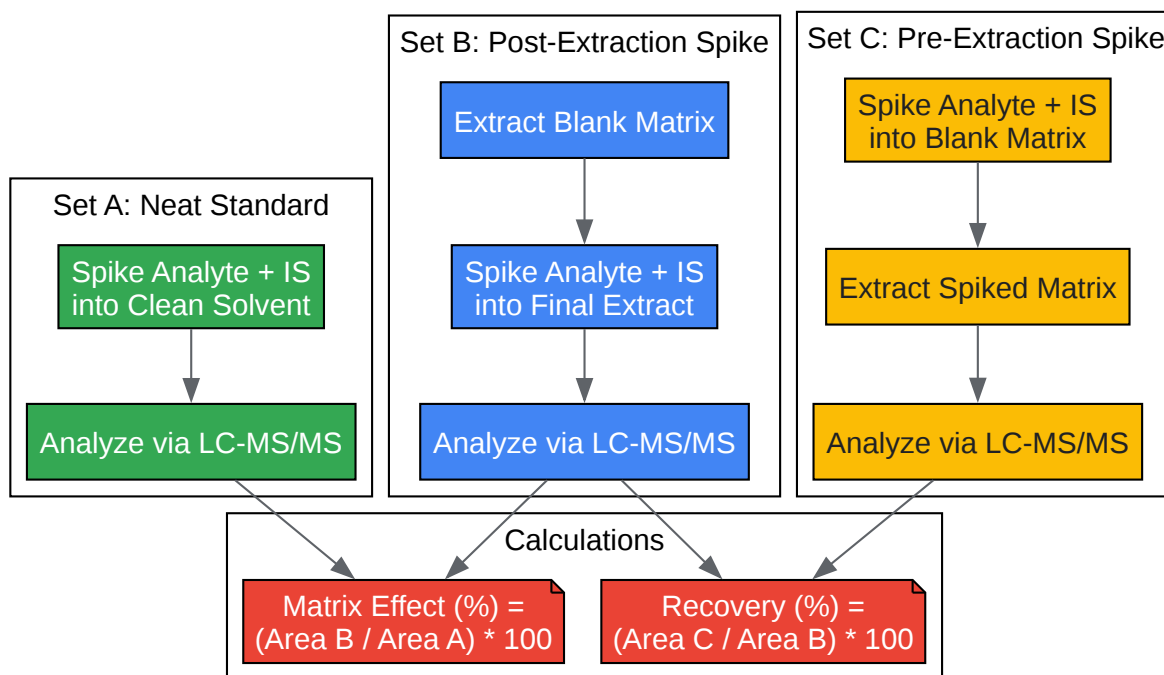 Set A: Neat Standard
Spike Analyte + IS
into Clean Solvent
Analyze via LC-MS/MS
Set B: Post-Extraction Spike
Extract Blank Matrix
Spike Analyte + IS
into Final Extract
Analyze via LC-MS/MS
Set C: Pre-Extraction Spike
Spike Analyte + IS
into Blank Matrix
Extract Spiked Matrix
Analyze via LC-MS/MS
Calculations
Matrix Effect (%) =
(Area B / Area A) * 100
Recovery (%) =
(Area C / Area B) * 100